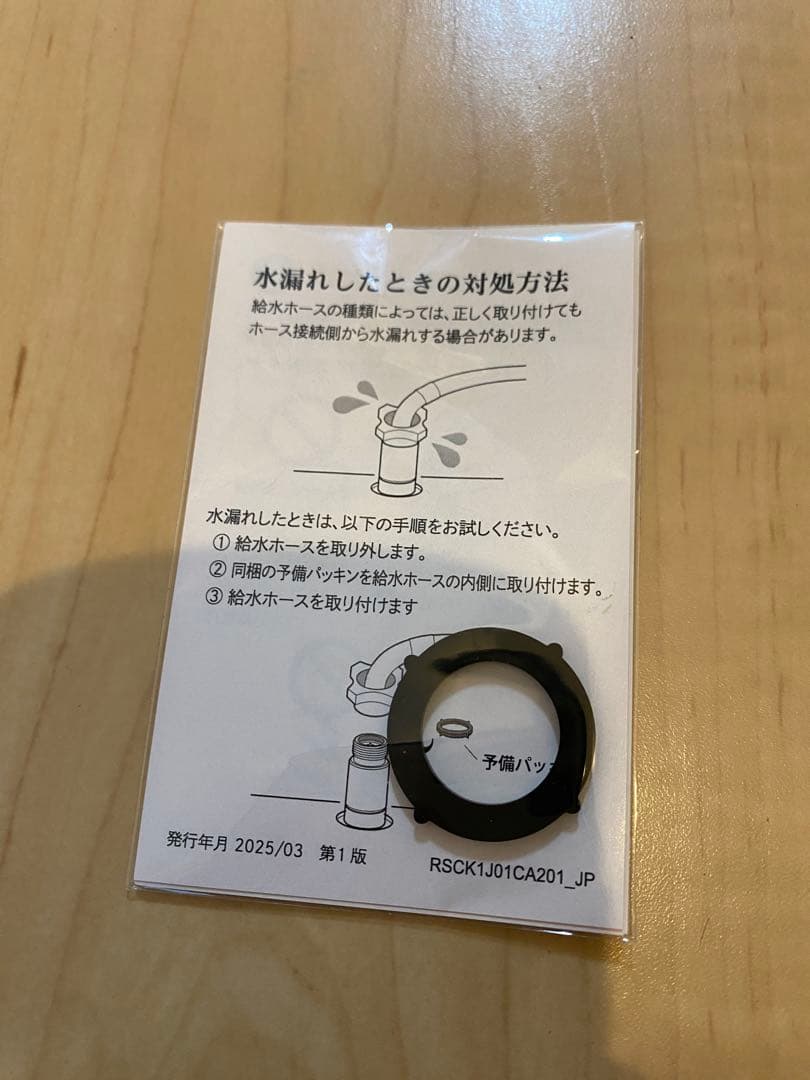 水漏れしたときの対処方法
給水ホースの種類によっては、正しく取り付けても
ホース接続側から水漏れする場合があります。
水漏れしたときは、以下の手順をお試しください。
① 給水ホースを取り外します。
② 同梱の予備パッキンを給水ホースの内側に取り付けます。
③ 給水ホースを取り付けます
予備パッ
発行年月 2025/03 第1版
RSCK1J01CA201_JP